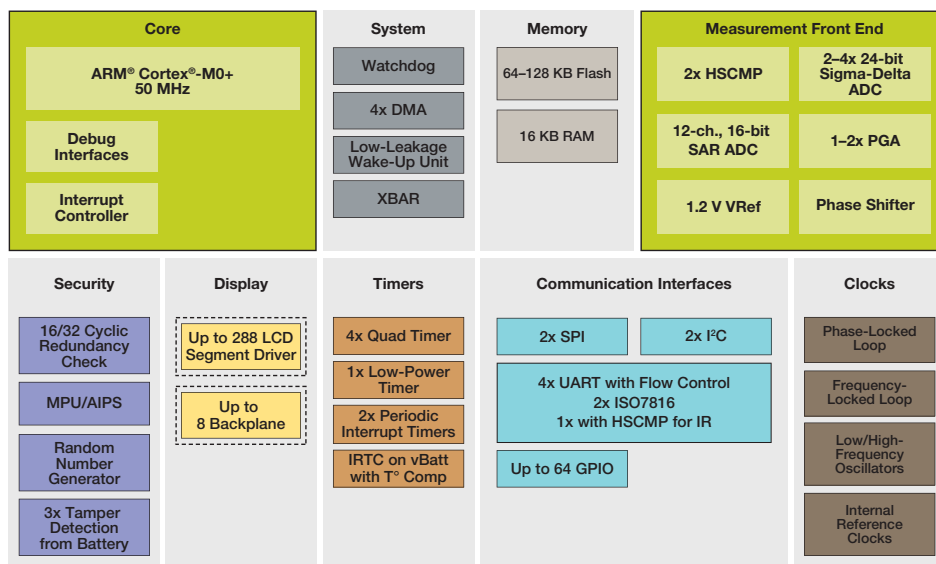 Core
ARM® Cortex®-M0+
50 MHz
Debug
Interfaces
Interrupt
Controller
System
Watchdog
4x DMA
Low-Leakage
Wake-Up Unit
XBAR
Memory
64–128 KB Flash
16 KB RAM
Measurement Front End
2x HSCMP
2–4x 24-bit
Sigma-Delta
ADC
12-ch., 16-bit
SAR ADC
1–2x PGA
1.2 V VRef
Phase Shifter
Security
16/32 Cyclic
Redundancy
Check
MPU/AIPS
Random
Number
Generator
3x Tamper
Detection
from Battery
Display
Up to 288 LCD
Segment Driver
Up to
8 Backplane
Timers
4x Quad Timer
1x Low-Power
Timer
2x Periodic
Interrupt Timers
IRTC on vBatt
with T° Comp
Communication Interfaces
2x SPI
2x I²C
4x UART with Flow Control
2x ISO7816
1x with HSCMP for IR
Up to 64 GPIO
Clocks
Phase-Locked
Loop
Frequency-
Locked Loop
Low/High-
Frequency
Oscillators
Internal
Reference
Clocks